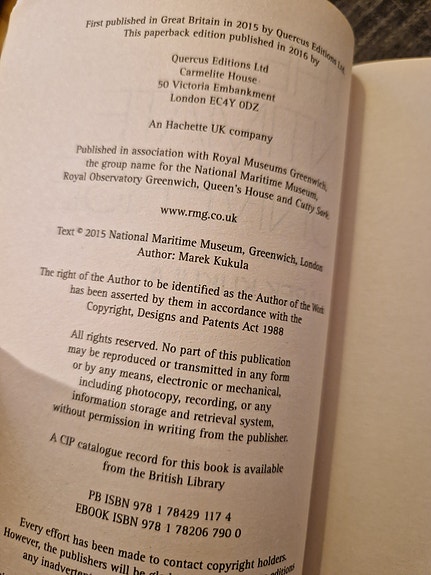 First published in Great Britain in 2015 by Quercus Editions Ltd
This paperback edition published in 2016 by
Quercus Editions Ltd
Carmelite House
50 Victoria Embankment
London EC4Y 0DZ
An Hachette UK company
Published in association with Royal Museums Greenwich,
the group name for the National Maritime Museum,
Royal Observatory Greenwich, Queen's House and Cutty Sark
www.rmg.co.uk
Text © 2015 National Maritime Museum, Greenwich, London
Author: Marek Kukula
The right of the Author to be identified as the Author of the Work
has been asserted by them in accordance with the
Copyright, Designs and Patents Act 1988
All rights reserved. No part of this publication
may be reproduced or transmitted in any form
or by any means, electronic or mechanical,
including photocopy, recording, or any
information storage and retrieval system,
without permission in writing from the publisher.
A CIP catalogue record for this book is available
from the British Library
PB ISBN 978 1 78429 117 4
EBOOK ISBN 978 1 78206 790 0
Every effort has been made to contact copyright holders.
However, the publishers will be
any inadvertent editions